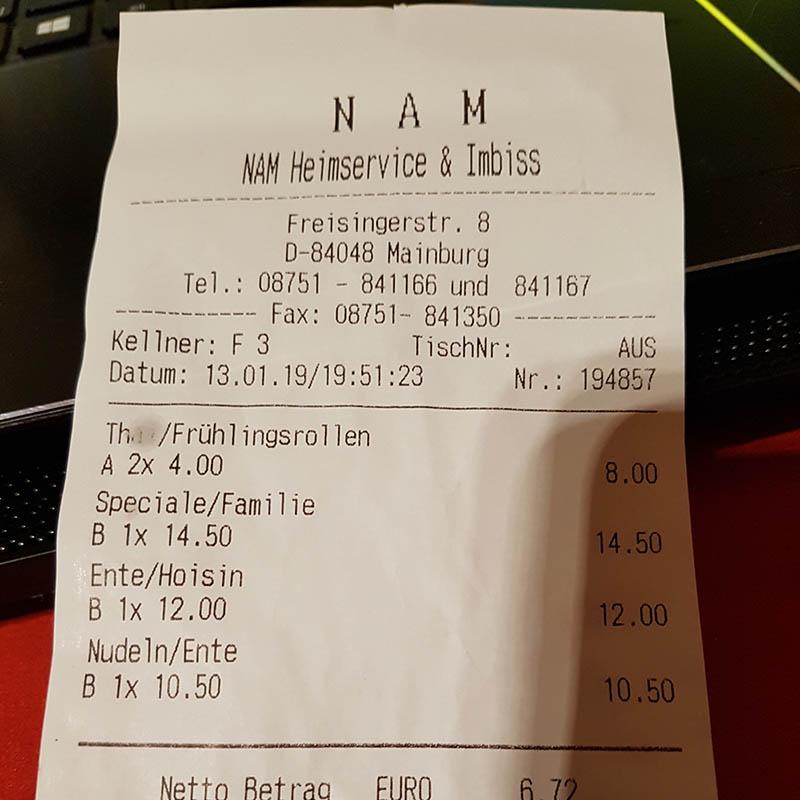 N A M
NAM Heimservice & Imbiss
Freisingerstr. 8
D-84048 Mainburg
Tel.: 08751 - 841166 und 841167
Fax: 08751- 841350
Kellner: F 3 TischNr: AUS
Datum: 13.01.19/19:51:23 Nr.: 194857
/Frühlingsrollen
A 2x 4.00 8.00
Speciale/Familie
B 1x 14.50 14.50
Ente/Hoisin
B 1x 12.00 12.00
Nudeln/Ente
B 1x 10.50 10.50
Netto Betrag EURO 6.72